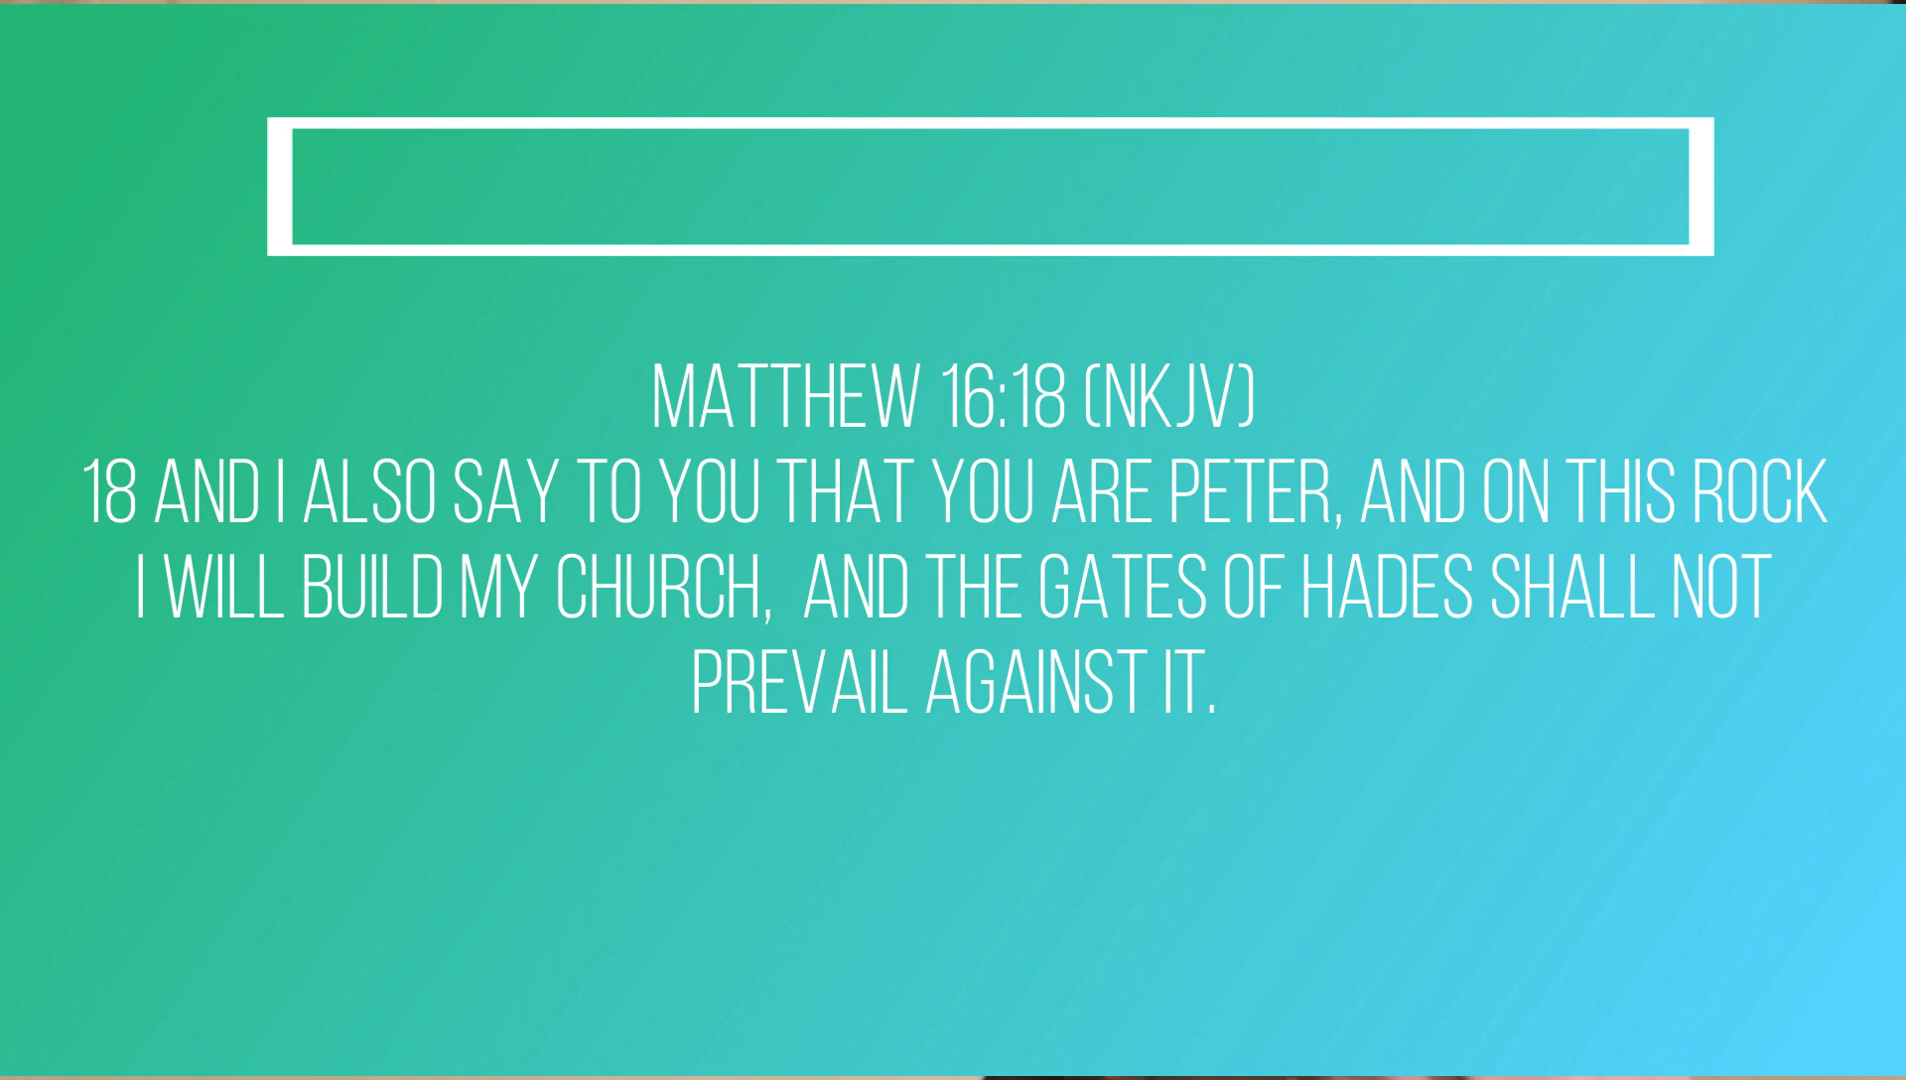 MATTHEW 16:18 (NKJV)
18 AND I ALSO SAY TO YOU THAT YOU ARE PETER, AND ON THIS ROCK
I WILL BUILD MY CHURCH,  AND THE GATES OF HADES SHALL NOT
PREVAIL AGAINST IT.